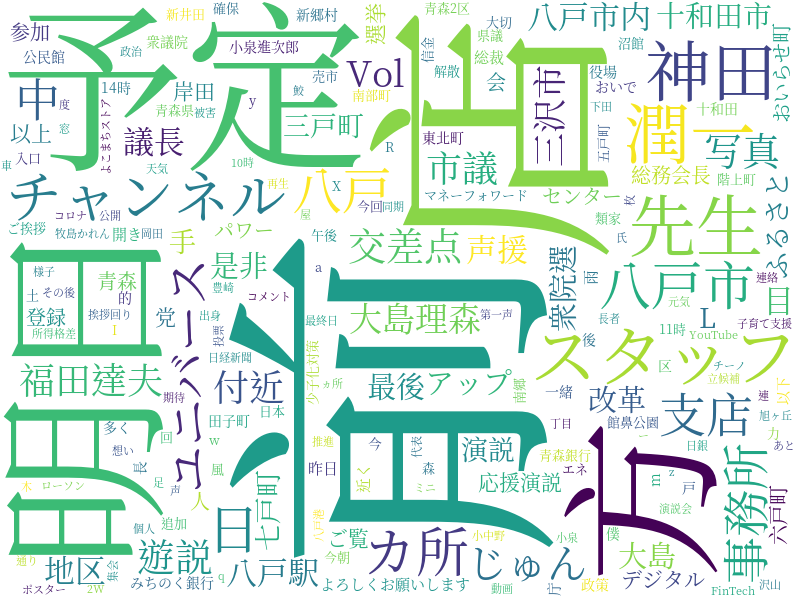 予定
街宣
方
出
神田
潤一
先生
スタッフ
チャンネル
Vol
中
八戸
八戸市
八戸市内
十和田市
三沢市
三戸町
市議
議長
岸田
以上
参加
公民館
衆議院
新井田
確保
新郷村
小泉進次郎
選挙
青森2区
信金
解散
大切
県議
総裁
沼館
会
役場
おいで
下田
十和田
五戸町
おいらせ町
売市
鮫
南部町
東北町
R
y
X
10時
14時
青森県
被害
政治
度
窓
よこまちストア
天気
入口
車
コロナ
公開
再生
屋
今回
同期
マネーフォワード
センター
総務会長
写真
階上町
類家
枚
氏
ふるさと
連絡
元気
子育て支援
YouTube
チーノ
立候補
11時
長者
目
L
雨
後
衆院選
交差点
声援
手
パワー
開き
岡田
ご挨拶
牧島かれん
様子
土
その後
所得格差
挨拶回り
青森
的
登録
I
是非
豊崎
午後
a
コメント
最終日
第一声
大島理森
党
出身
投票
日経新聞
福田達夫
ユニバース
付近
期待
少子化対策
カ所
最後
アップ
南郷
一緒
区
改革
支店
以下
連
旭ヶ丘
力
館鼻公園
丁目
日銀
あと
事務所
六戸町
m
z
戸
演説会
演説
応援演説
代表
今
近く
森
ミニ
推進
昨日
日本
田子町
w
風
回
多く
想い
長
足
声
人
日
七戸町
追加
個人
本
ローソン
通り
地区
遊説
ポスター
2W
集会
みちのく銀行
q
八戸駅
八戸港
今朝
ご覧
カ所
じゅん
よろしくお願いします
動画
小中野
小泉
青森銀行
エネ
庁
僕
政策
大島
デジタル
FinTech
沢山